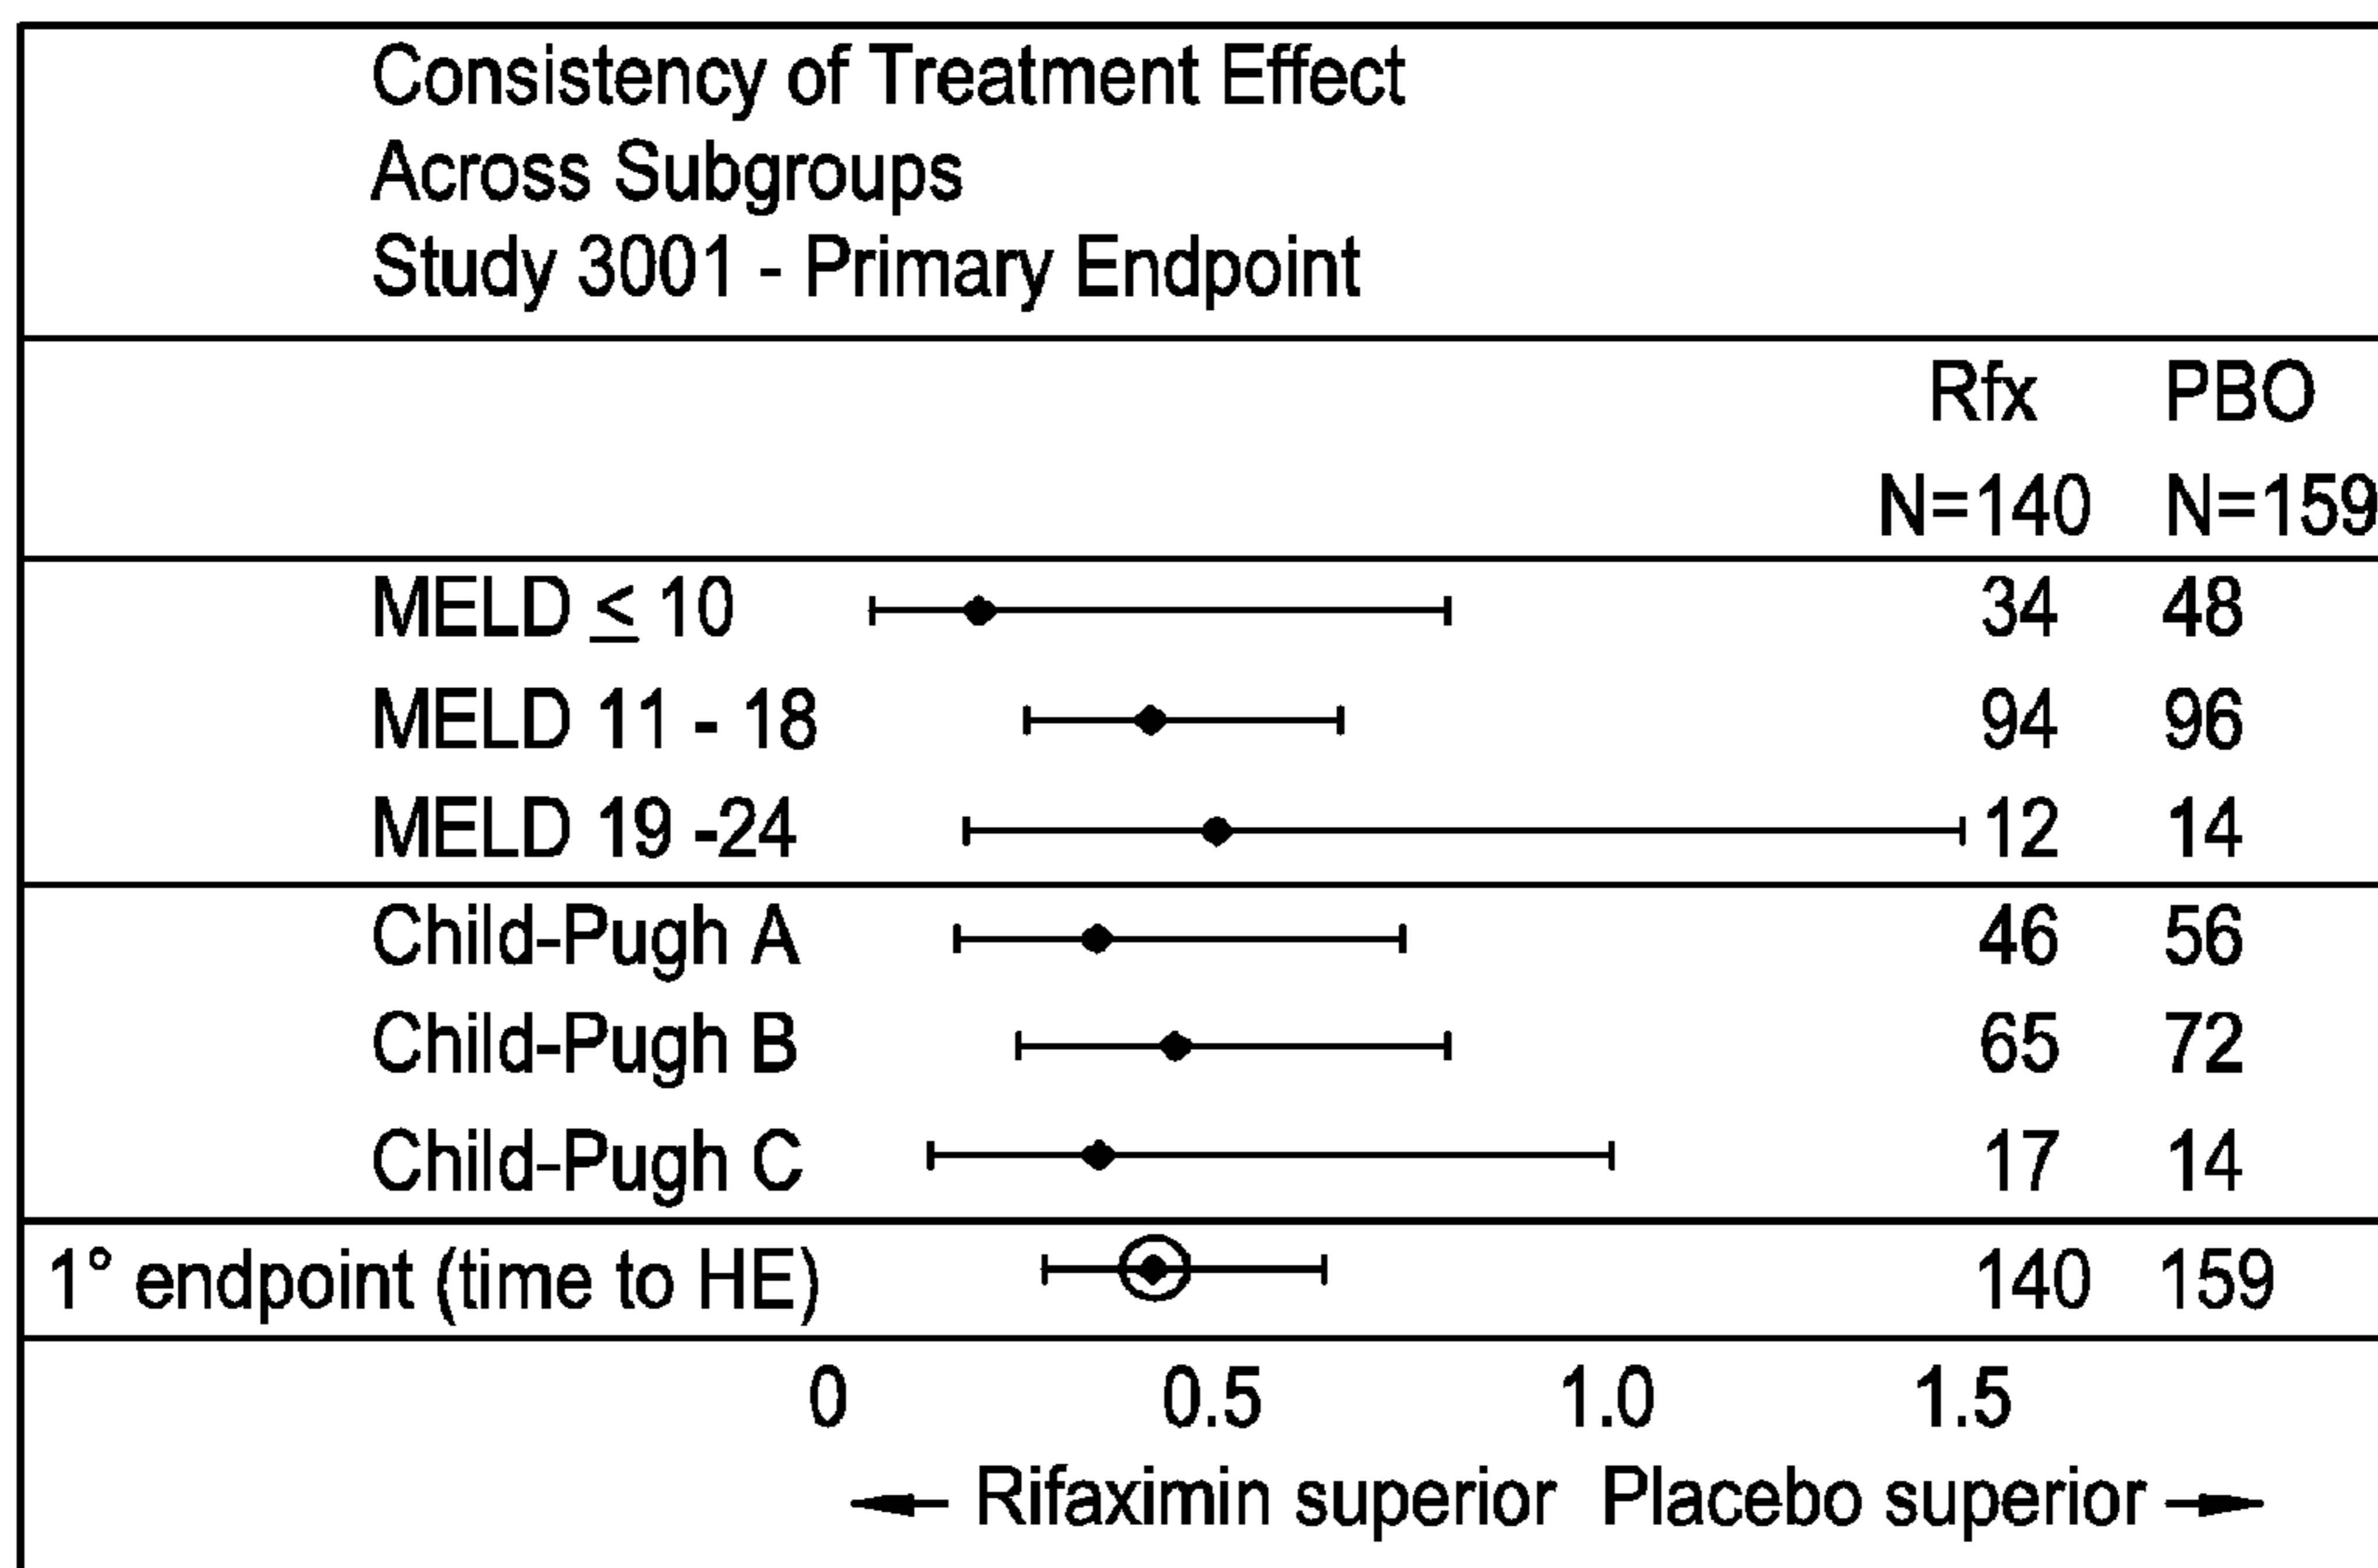 Consistency of Treatment Effect
Across Subgroups
Study 3001 - Primary Endpoint
Rfx PBO
N=140 N=159
MELD ≤ 10 34 48
MELD 11 - 18 94 96
MELD 19 -24 12 14
Child-Pugh A 46 56
Child-Pugh B 65 72
Child-Pugh C 17 14
1° endpoint (time to HE) 140 159
0 0.5 1.0 1.5
Rifaximin superior Placebo superior